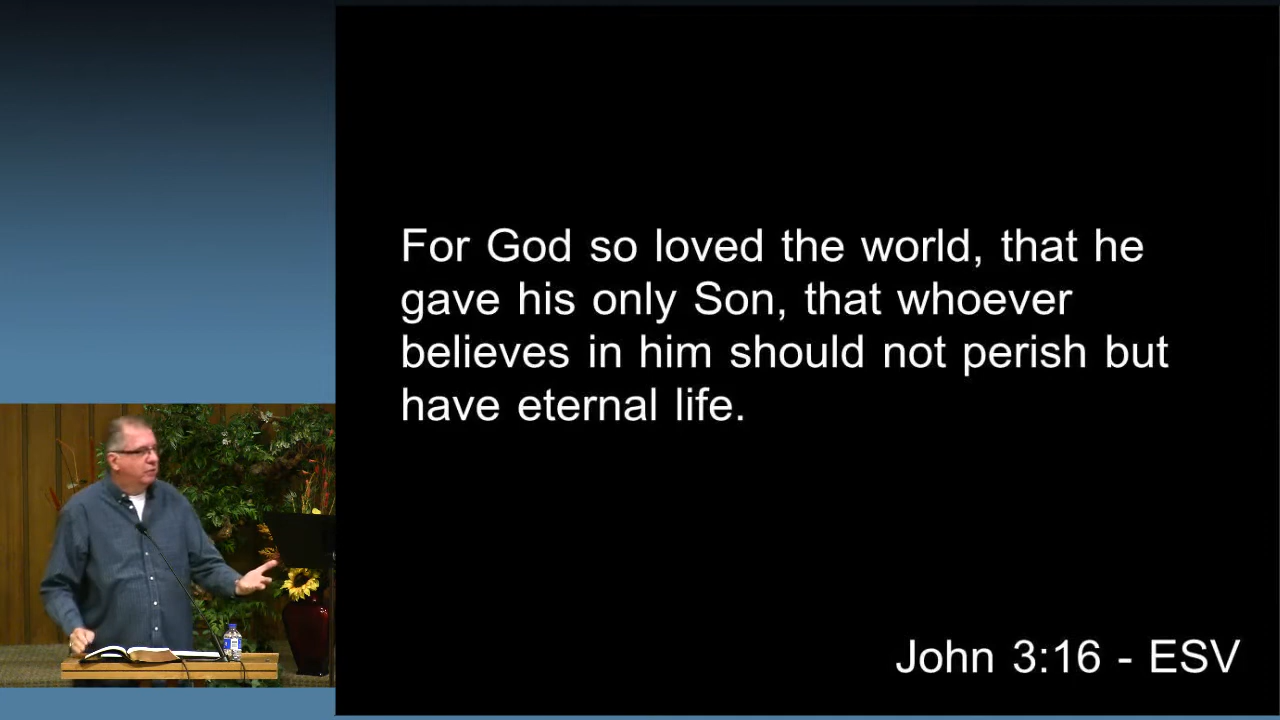 For God so loved the world, that he
gave his only Son, that whoever
believes in him should not perish but
have eternal life.
John 3:16 - ESV